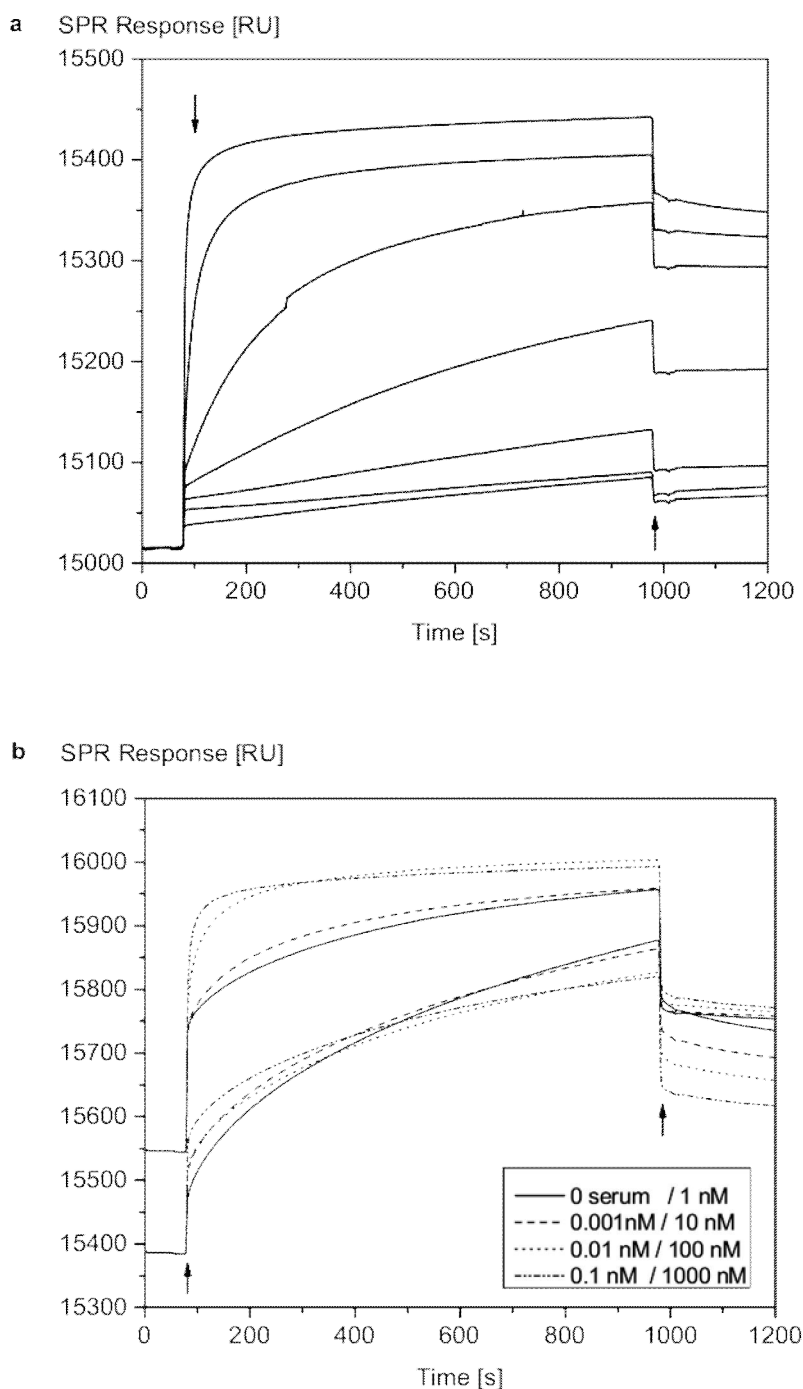 a SPR Response [RU]
15500
15400
15300
15200
15100
15000
0 200 400 600 800 1000 1200
Time [s]
b SPR Response [RU]
16100
16000
15900
15800
15700
15600
15500
15400
15300
0 serum / 1 nM
0.001nM / 10 nM
0.01 nM / 100 nM
0.1 nM / 1000 nM
0 200 400 600 800 1000 1200
Time [s]